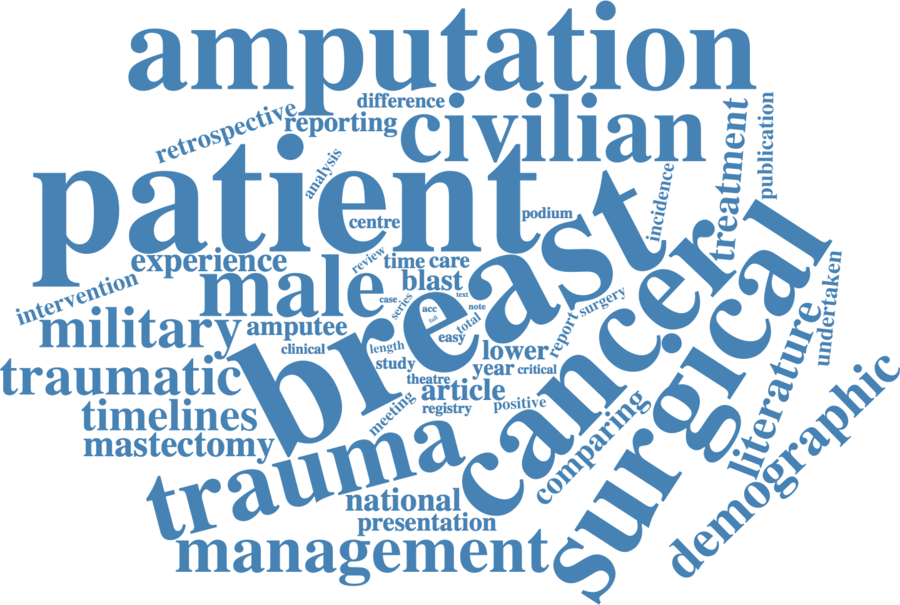 amputation
difference
retrospective
reporting
civilian
publication
treatment
analysis
patient
centre
podium
incidence
breast
surgical
cancer
experience
review
time
care
intervention
male
case
series
blast
text
note
acc
full
total
easy
surgery
undertaken
military
amputee
clinical
length
lower
report
literature
study
year
critical
traumatic
theatre
article
demographic
timelines
meeting
registry
positive
comparing
mastectomy
trauma
national
presentation
management